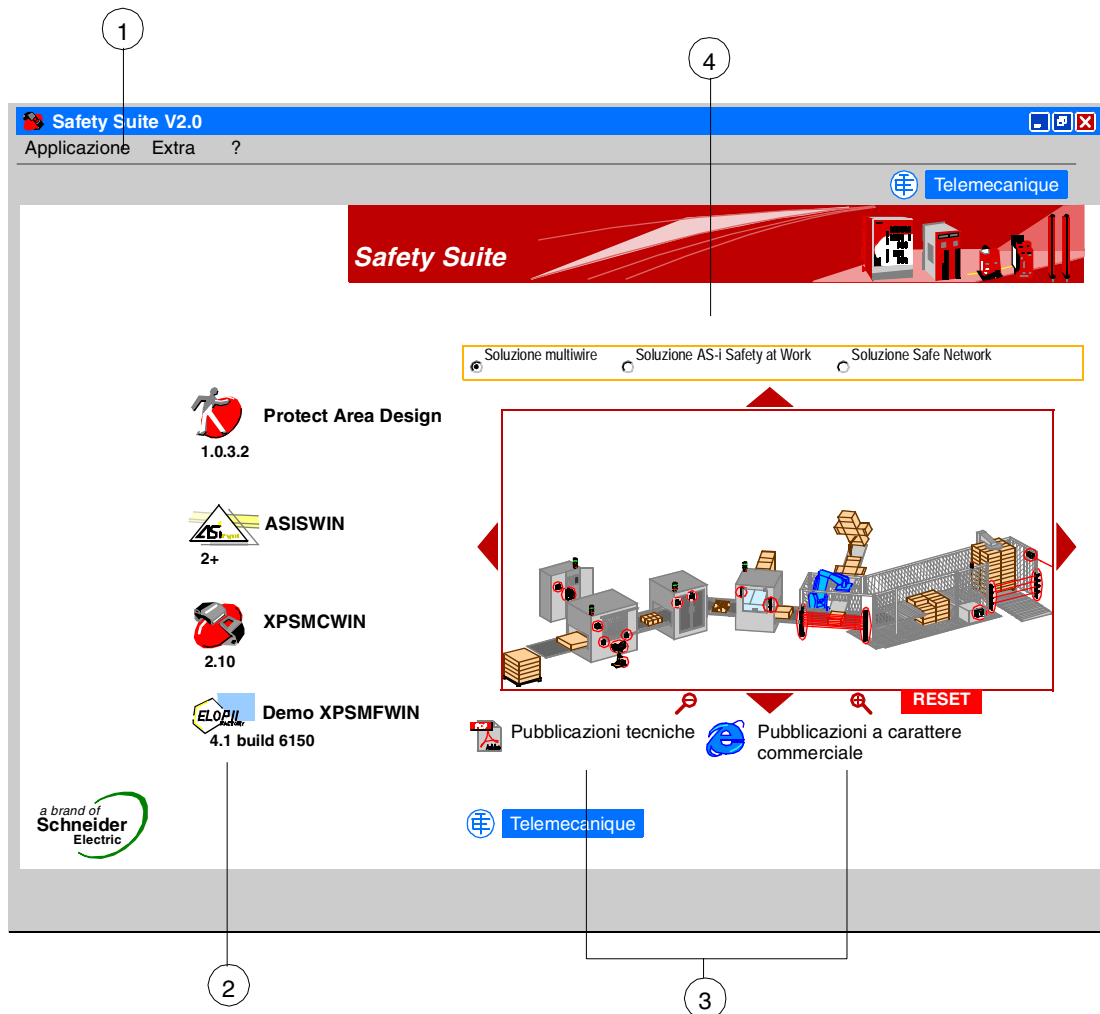 1
4
Safety Suite V2.0
Applicazione Extra ?
Telemecanique
Safety Suite
Soluzione multiwire Soluzione AS-i Safety at Work Soluzione Safe Network
Protect Area Design
1.0.3.2
ASISWIN
2+
XPSMCWIN
2.10
Demo XPSMFWIN
4.1 build 6150
RESET
Pubblicazioni tecniche
Pubblicazioni a carattere
commerciale
a brand of
Schneider
Electric
Telemecanique
2
3